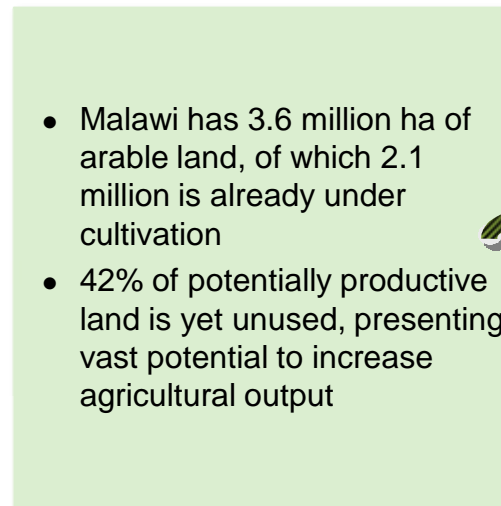 ● Malawi has 3.6 million ha of
arable land, of which 2.1
million is already under
cultivation
● 42% of potentially productive
land is yet unused, presenting
vast potential to increase
agricultural output